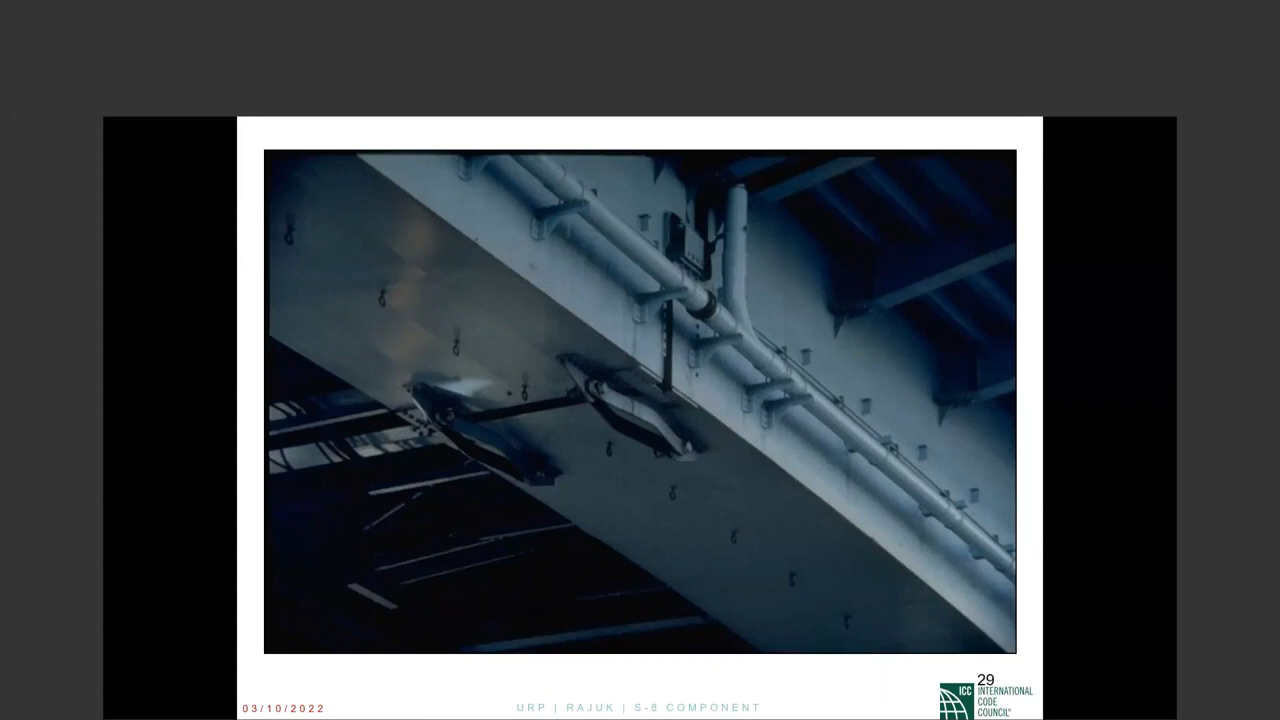 29
ICC
INTERNATIONAL
CODE
COUNCIL®
03/10/2022
URP | RAJUK | S-8 COMPONENT